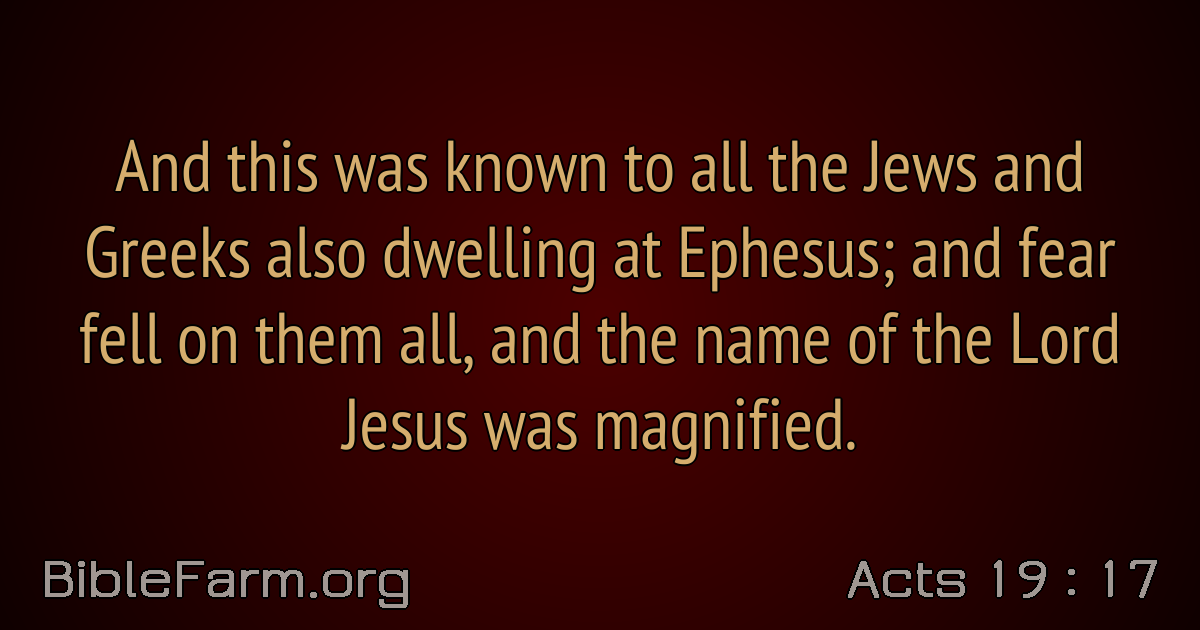 And this was known to all the Jews and
Greeks also dwelling at Ephesus; and fear
fell on them all, and the name of the Lord
Jesus was magnified.
BibleFarm.org
Acts 19 : 17